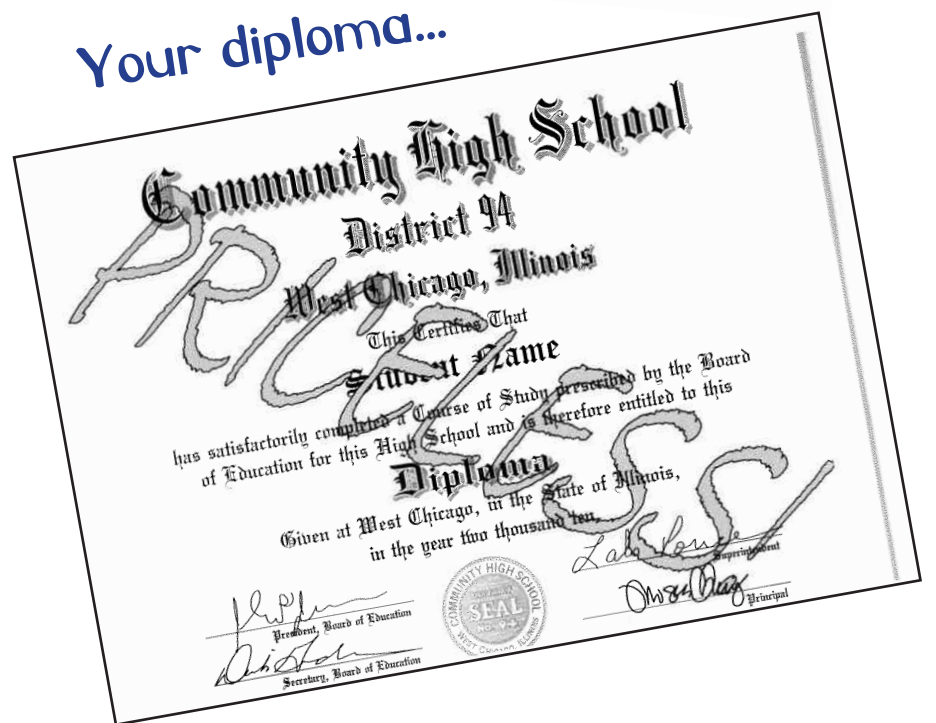 Your diploma...
Community High School
District 94
West Chicago, Illinois
This Certifies That
Student Name
has satisfactorily completed a Course of Study prescribed by the Board
of Education for this High School and is therefore entitled to this
Diploma
Given at West Chicago, in the State of Illinois,
in the year two thousand ten.
PRICELESS!
Superintendent
President, Board of Education
Principal
Secretary, Board of Education
COMMUNITY HIGH SCHOOL
SEAL
WEST CHICAGO, ILLINOIS